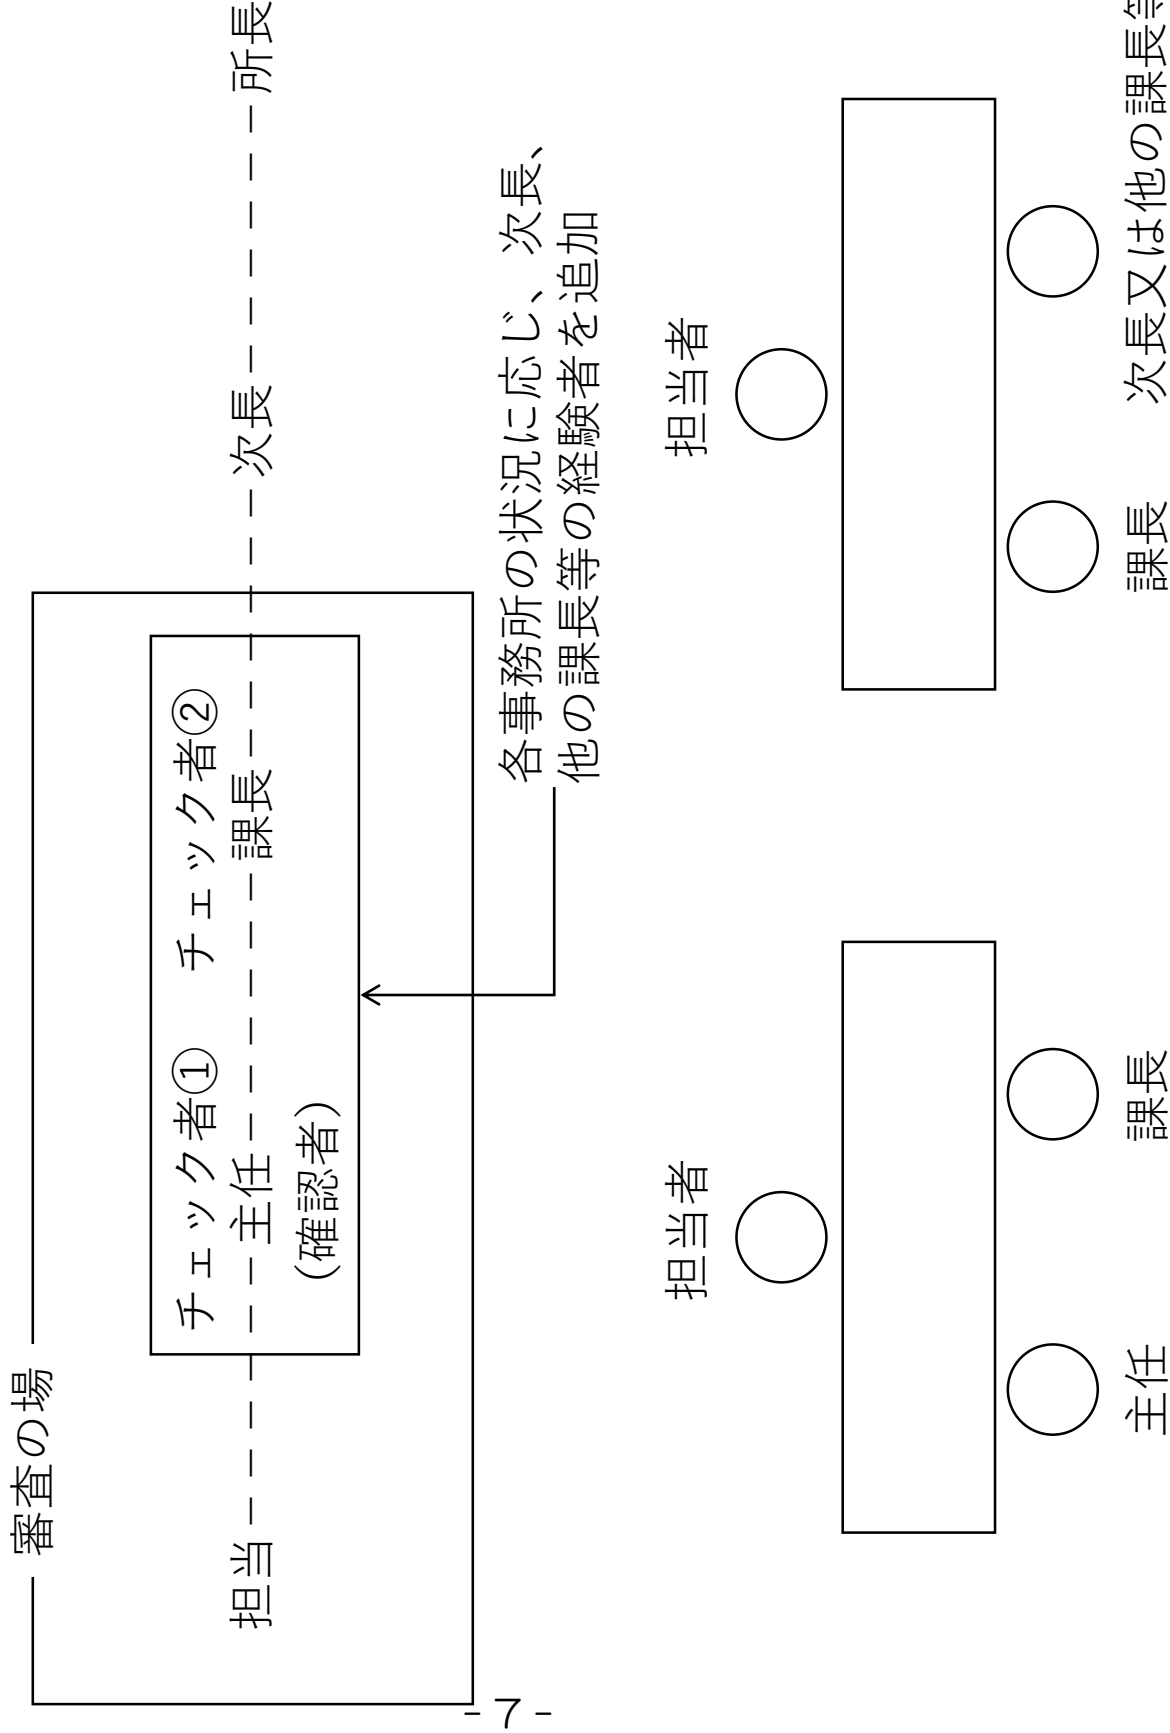 審査の場
チェック者① チェック者②
担当 主任 課長 次長 所長
(確認者)
各事務所の状況に応じ、次長、
他の課長等の経験者を追加
担当者 担当者
主任 課長 課長 次長又は他の課長等
- 7 -